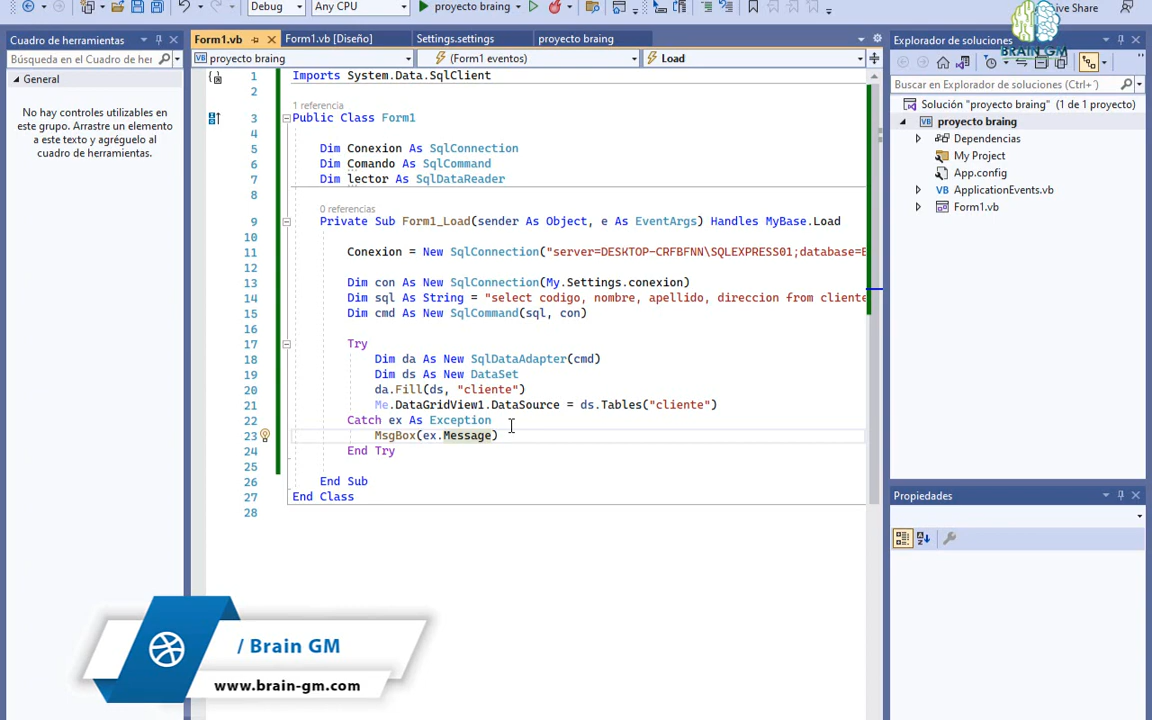 Debug
Any CPU
proyecto braing
Live Share
BRAIN GM
Cuadro de herramientas
Búsqueda en el Cuadro de her
General
No hay controles utilizables en
este grupo. Arrastre un elemento
a este texto y agréguelo al
cuadro de herramientas.
Form1.vb
Form1.vb [Diseño]
Settings.settings
proyecto braing
proyecto braing
(Form1 eventos)
Load
1 Imports System.Data.SqlClient
2
1 referencia
3 Public Class Form1
4
5 Dim Conexion As SqlConnection
6 Dim Comando As SqlCommand
7 Dim lector As SqlDataReader
8
0 referencias
9 Private Sub Form1_Load(sender As Object, e As EventArgs) Handles MyBase.Load
10
11 Conexion = New SqlConnection("server=DESKTOP-CRFBFNN\SQLEXPRESS01;database=
12
13 Dim con As New SqlConnection(My.Settings.conexion)
14 Dim sql As String = "select codigo, nombre, apellido, direccion from cliente
15 Dim cmd As New SqlCommand(sql, con)
16
17 Try
18 Dim da As New SqlDataAdapter(cmd)
19 Dim ds As New DataSet
20 da.Fill(ds, "cliente")
21 Me.DataGridView1.DataSource = ds.Tables("cliente")
22 Catch ex As Exception
23 MsgBox(ex.Message)
24 End Try
25
26 End Sub
27 End Class
28
Explorador de soluciones
Buscar en Explorador de soluciones (Ctrl+´)
Solución "proyecto braing" (1 de 1 proyecto)
proyecto braing
Dependencias
My Project
App.config
ApplicationEvents.vb
Form1.vb
Propiedades
/ Brain GM
www.brain-gm.com